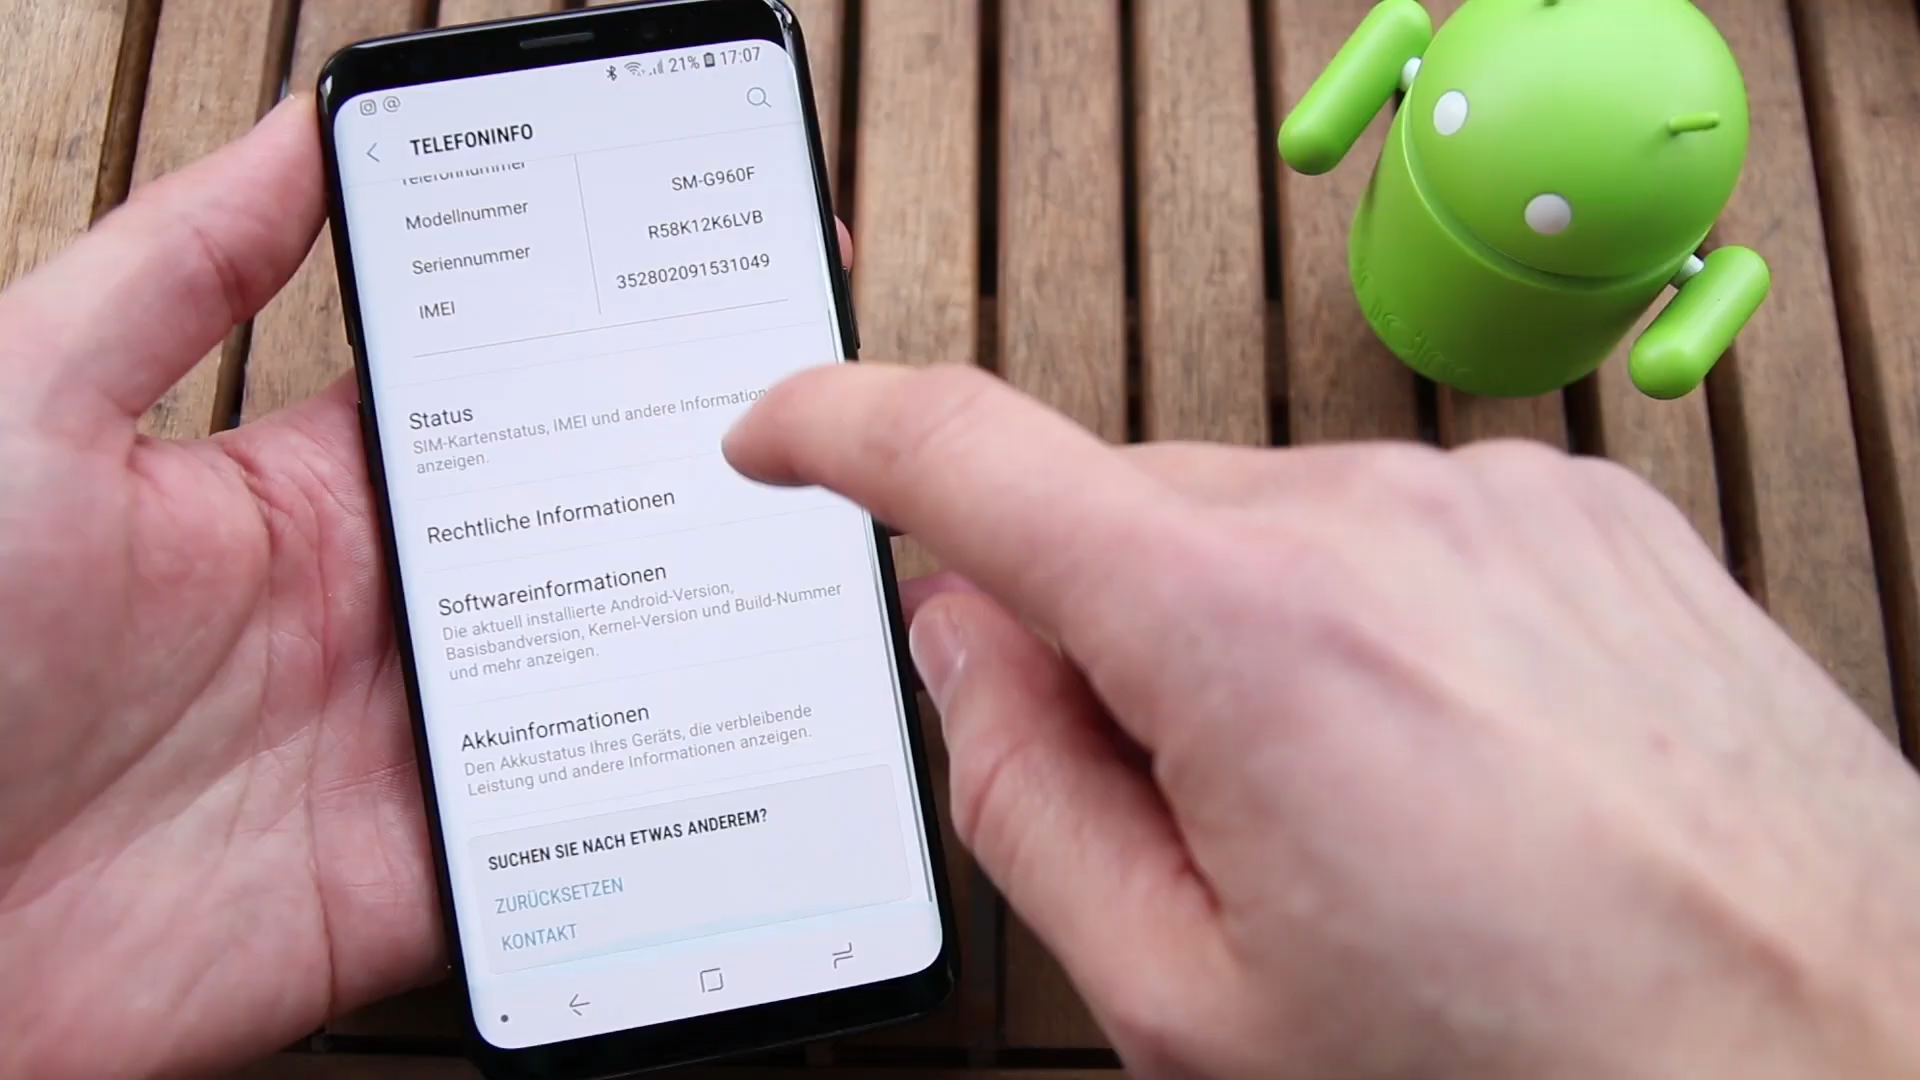 21% 17:07
TELEFONINFO
Telefonnummer
Modellnummer SM-G960F
Seriennummer R58K12K6LVB
IMEI 352802091531049
Status
SIM-Kartenstatus, IMEI und andere Information
anzeigen.
Rechtliche Informationen
Softwareinformationen
Die aktuell installierte Android-Version,
Basisbandversion, Kernel-Version und Build-Nummer
und mehr anzeigen.
Akkuinformationen
Den Akkustatus Ihres Geräts, die verbleibende
Leistung und andere Informationen anzeigen.
SUCHEN SIE NACH ETWAS ANDEREM?
ZURÜCKSETZEN
KONTAKT